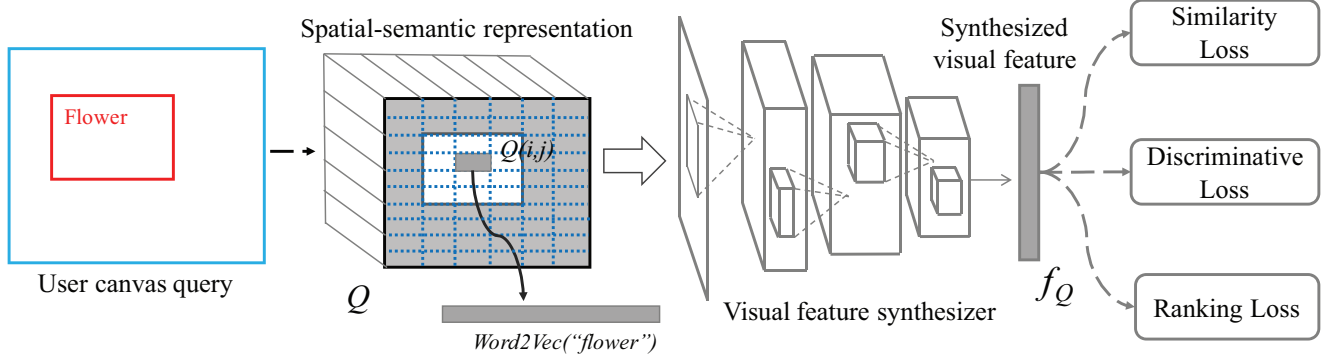 Flower
User canvas query
Spatial-semantic representation
Q(i,j)
Q
Word2Vec(“flower”)
Visual feature synthesizer
Synthesized
visual feature
f_Q
Similarity
Loss
Discriminative
Loss
Ranking Loss